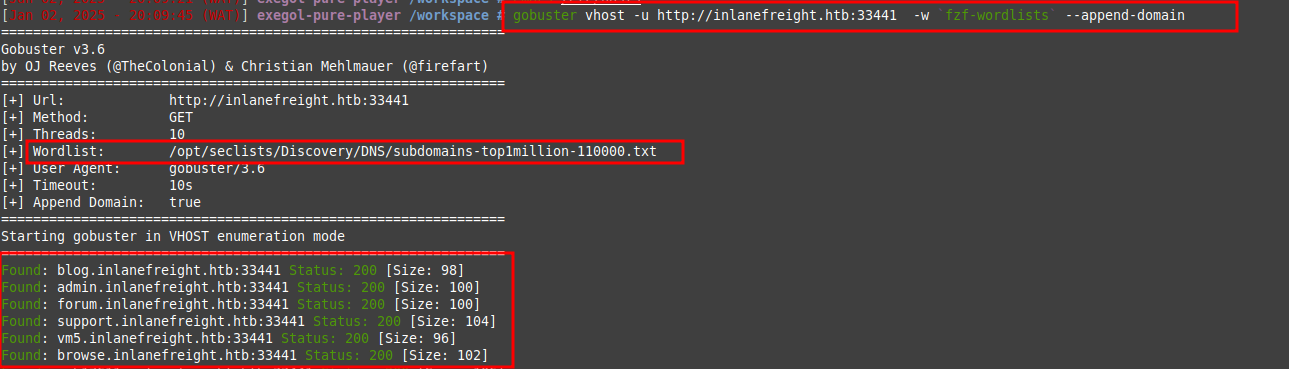 [Jan 02, 2025 - 20:09:45 (WAT)] exegol-pure-player /workspace # gobuster vhost -u http://inlanefreight.htb:33441  -w `fzf-wordlists` --append-domain
===============================================================
Gobuster v3.6
by OJ Reeves (@TheColonial) & Christian Mehlmauer (@firefart)
===============================================================
[+] Url:             http://inlanefreight.htb:33441
[+] Method:          GET
[+] Threads:         10
[+] Wordlist:        /opt/seclists/Discovery/DNS/subdomains-top1million-110000.txt
[+] User Agent:      gobuster/3.6
[+] Timeout:         10s
[+] Append Domain:   true
===============================================================
Starting gobuster in VHOST enumeration mode
===============================================================
Found: blog.inlanefreight.htb:33441 Status: 200 [Size: 98]
Found: admin.inlanefreight.htb:33441 Status: 200 [Size: 100]
Found: forum.inlanefreight.htb:33441 Status: 200 [Size: 100]
Found: support.inlanefreight.htb:33441 Status: 200 [Size: 104]
Found: vm5.inlanefreight.htb:33441 Status: 200 [Size: 96]
Found: browse.inlanefreight.htb:33441 Status: 200 [Size: 102]